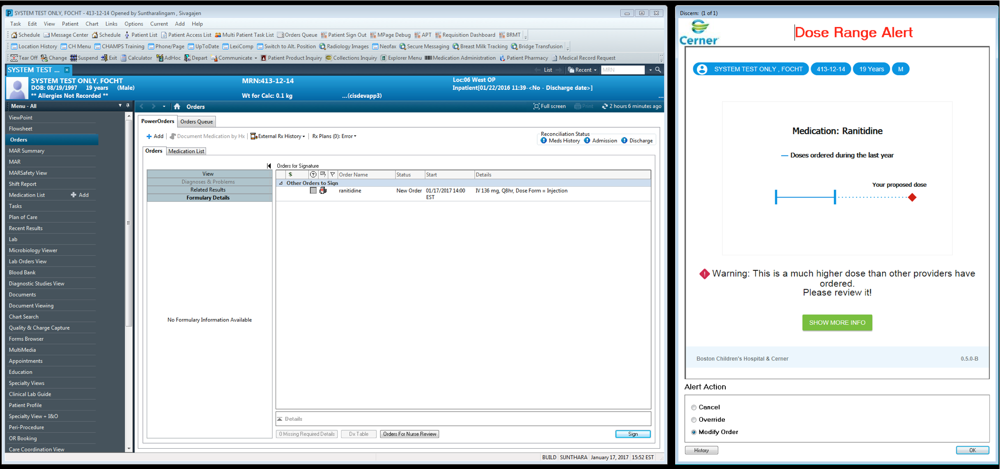 SYSTEM TEST ONLY, FOCHT - 413-12-14 Opened by Suntharalingam , Sivagajen
Task Edit View Patient Chart Links Options Current Add Help
Schedule Message Center Schedule Patient List Patient Access List Multi Patient Task List Orders Queue Patient Sign Out MPage Debug APT Requisition Dashboard BRMT
Location History CH Menu CHAMPS Training Phone/Page UpToDate LexiComp Switch to Alt. Position Radiology Images Neofax Secure Messaging Breast Milk Tracking Bridge Transfusion
Tear Off Change Suspend Exit Calculator AdHoc Depart Communicate Patient Product Inquiry Collections Inquiry Explorer Menu Medication Administration Patient Pharmacy Medical Record Request
SYSTEM TEST ... List Recent MRN
SYSTEM TEST ONLY, FOCHT MRN:413-12-14 Loc:06 West OP
DOB: 08/19/1997 19 years (Male) Inpatient[01/22/2016 11:39-<No - Discharge date>]
** Allergies Not Recorded ** Wt for Calc: 0.1 kg ...(cisdevapp3) ...
Menu - All
Orders Full screen Print 2 hours 6 minutes ago
ViewPoint
Flowsheet
Orders
MAR Summary
MAR
MARSafety View
Shift Report
Medication List Add
Tasks
Plan of Care
Recent Results
Lab
Microbiology Viewer
Lab Orders View
Blood Bank
Diagnostic Studies View
Documents
Document Viewing
Chart Search
Quality & Charge Capture
Forms Browser
MultiMedia
Appointments
Education
Specialty Views
Clinical Lab Guide
Patient Profile
Specialty View + I&O
Peri-Procedure
OR Booking
Care Coordination View
PowerOrders Orders Queue
Add Document Medication by Hx External Rx History Rx Plans (0): Error
Reconciliation Status
Meds History Admission Discharge
Orders Medication List
View
Diagnoses & Problems
Related Results
Formulary Details
No Formulary Information Available
Orders for Signature
$ Order Name Status Start Details
Other Orders to Sign
ranitidine New Order 01/17/2017 14:00 IV 136 mg, Q8hr, Dose Form = Injection
EST
Details
0 Missing Required Details Dx Table Orders For Nurse Review Sign
BUILD SUNTHARA January 17, 2017 15:52 EST
Discern: (1 of 1)
Cerner
Dose Range Alert
SYSTEM TEST ONLY , FOCHT 413-12-14 19 Years M
Medication: Ranitidine
Doses ordered during the last year
Your proposed dose
Warning: This is a much higher dose than other providers have
ordered.
Please review it!
SHOW MORE INFO
Boston Children's Hospital & Cerner 0.5.0-B
Alert Action
Cancel
Override
Modify Order
History OK